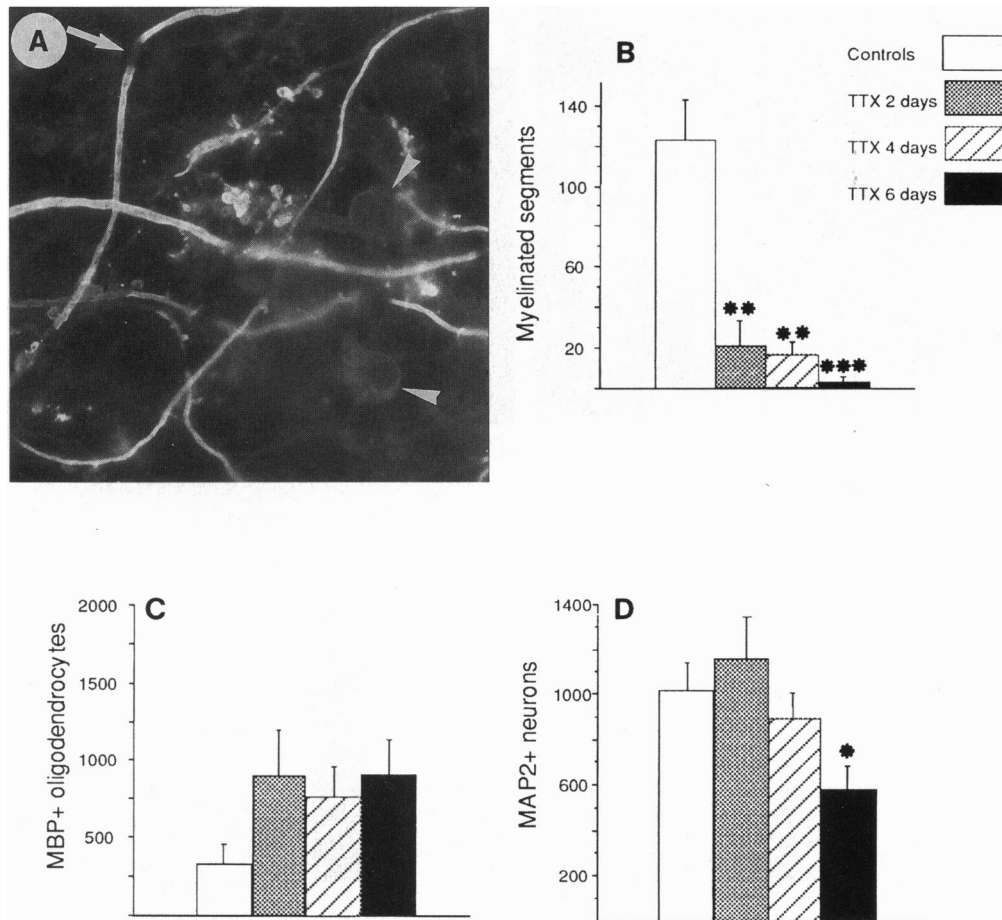 A
B
Controls
TTX 2 days
TTX 4 days
TTX 6 days
Myelinated segments
140
100
60
20
**
**
***
C
MBP+ oligodendrocytes
2000
1500
1000
500
D
MAP2+ neurons
1400
1000
600
200
*